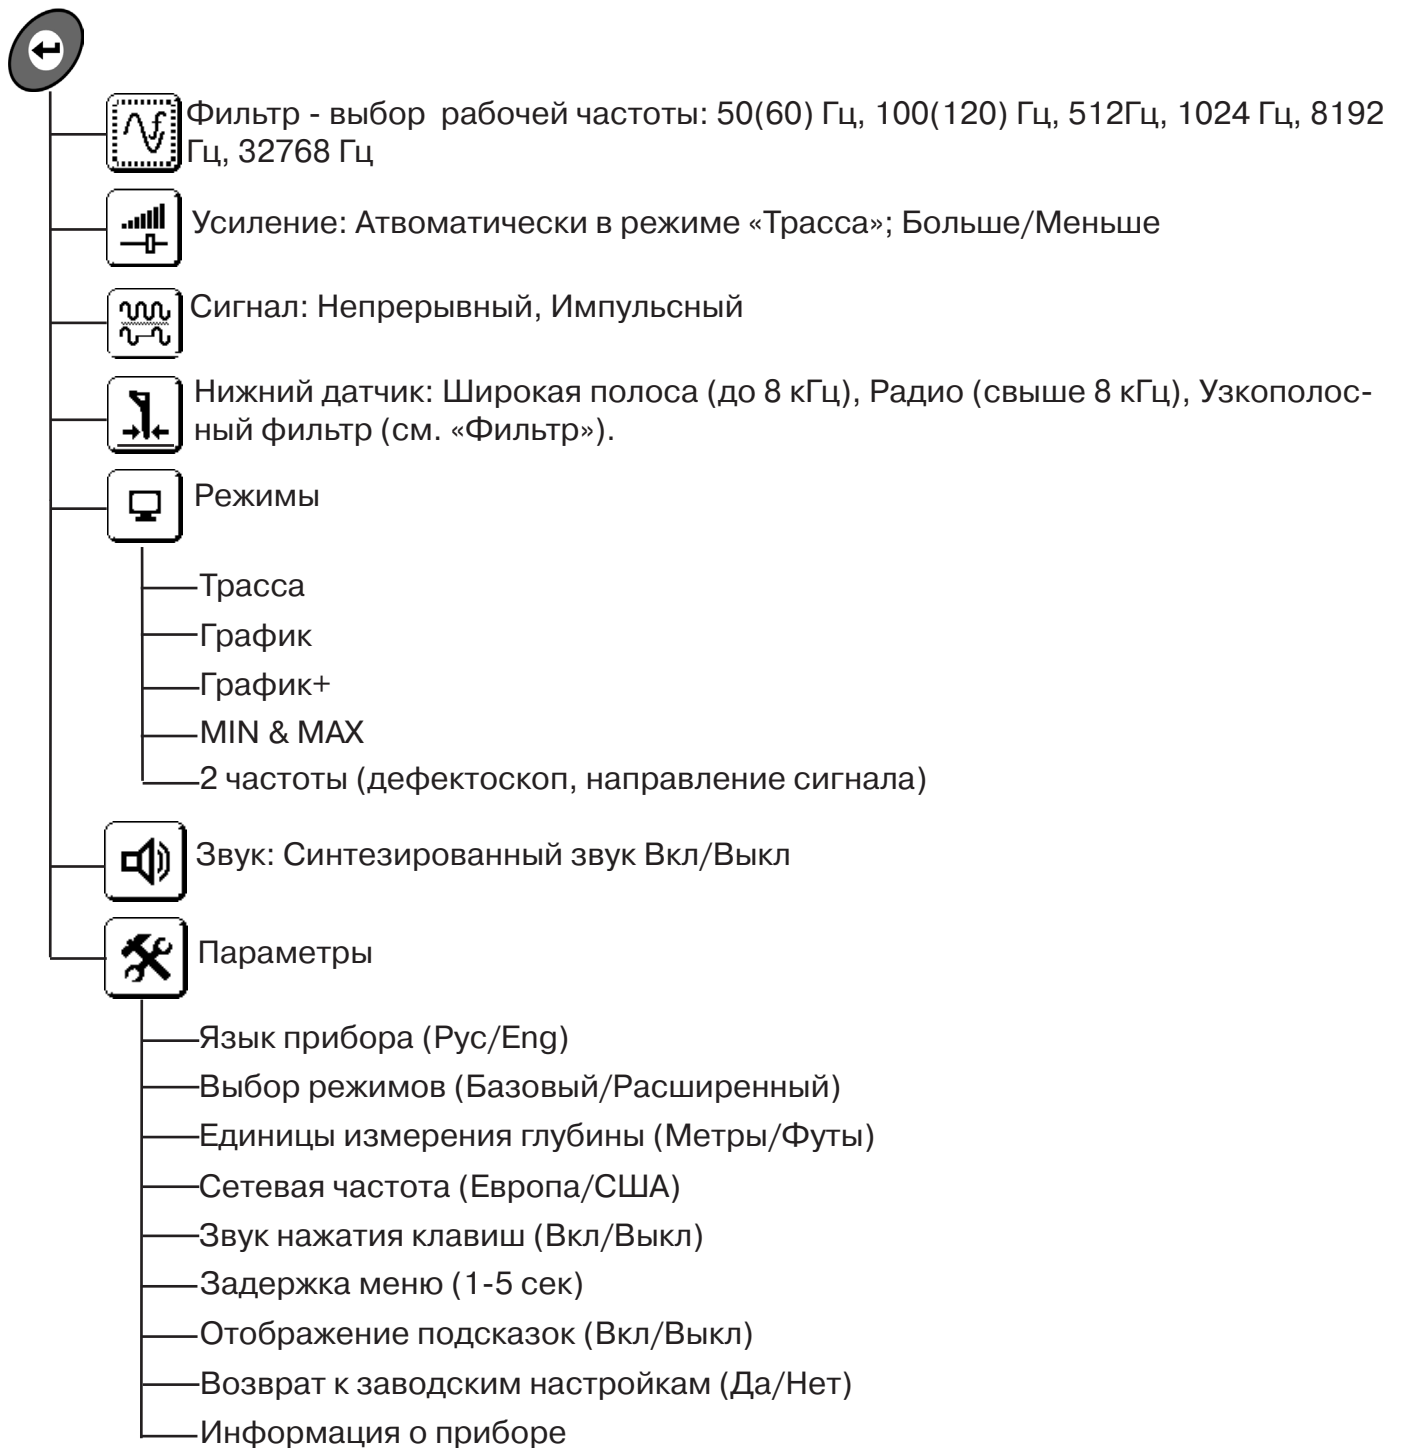 Фильтр - выбор рабочей частоты: 50(60) Гц, 100(120) Гц, 512Гц, 1024 Гц, 8192
Гц, 32768 Гц
Усиление: Атвоматически в режиме «Трасса»; Больше/Меньше
Сигнал: Непрерывный, Импульсный
Нижний датчик: Широкая полоса (до 8 кГц), Радио (свыше 8 кГц), Узкополос-
ный фильтр (см. «Фильтр»).
Режимы
Трасса
График
График+
MIN & MAX
2 частоты (дефектоскоп, направление сигнала)
Звук: Синтезированный звук Вкл/Выкл
Параметры
Язык прибора (Рус/Eng)
Выбор режимов (Базовый/Расширенный)
Единицы измерения глубины (Метры/Футы)
Сетевая частота (Европа/США)
Звук нажатия клавиш (Вкл/Выкл)
Задержка меню (1-5 сек)
Отображение подсказок (Вкл/Выкл)
Возврат к заводским настройкам (Да/Нет)
Информация о приборе